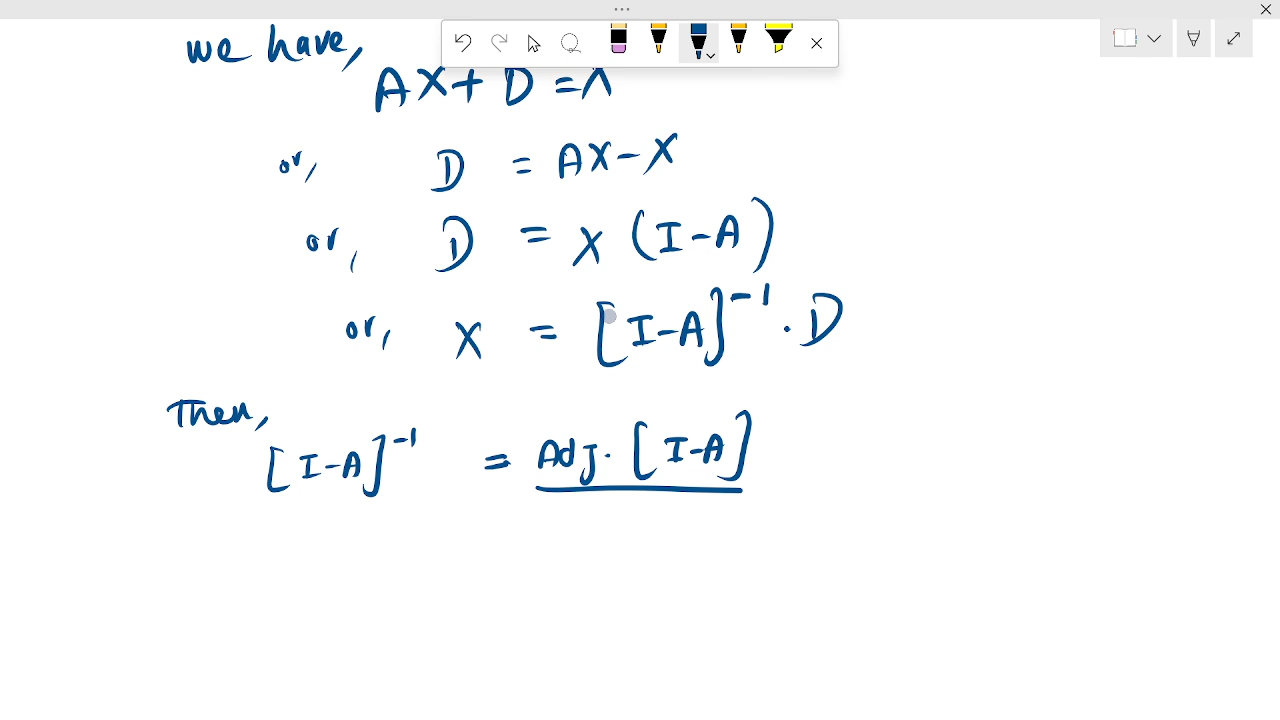 we have,
AX + D = X
or, D = AX - X
or, D = X (I-A)
or, X = [I-A]⁻¹ . D
Then,
[I-A]⁻¹ = Adj. [I-A]